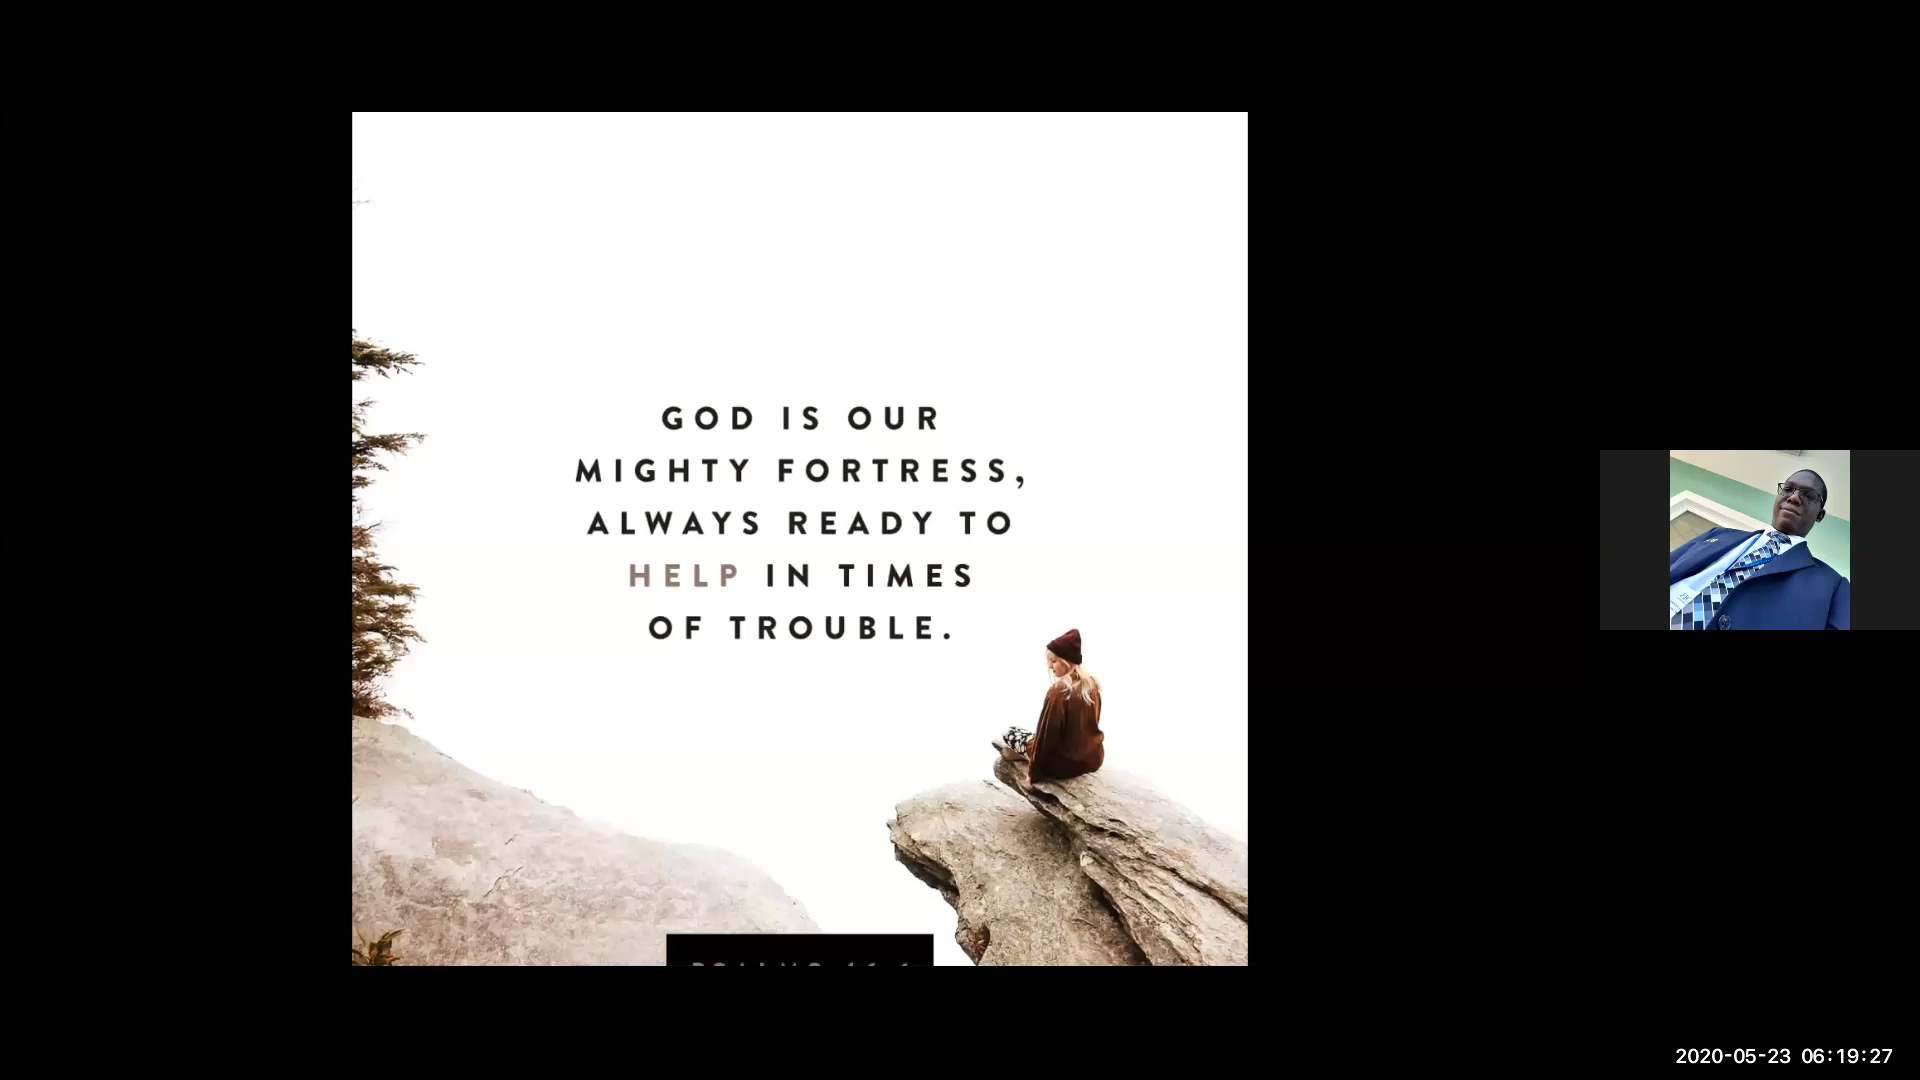 GOD IS OUR
MIGHTY FORTRESS,
ALWAYS READY TO
HELP IN TIMES
OF TROUBLE.
2020-05-23 06:19:27